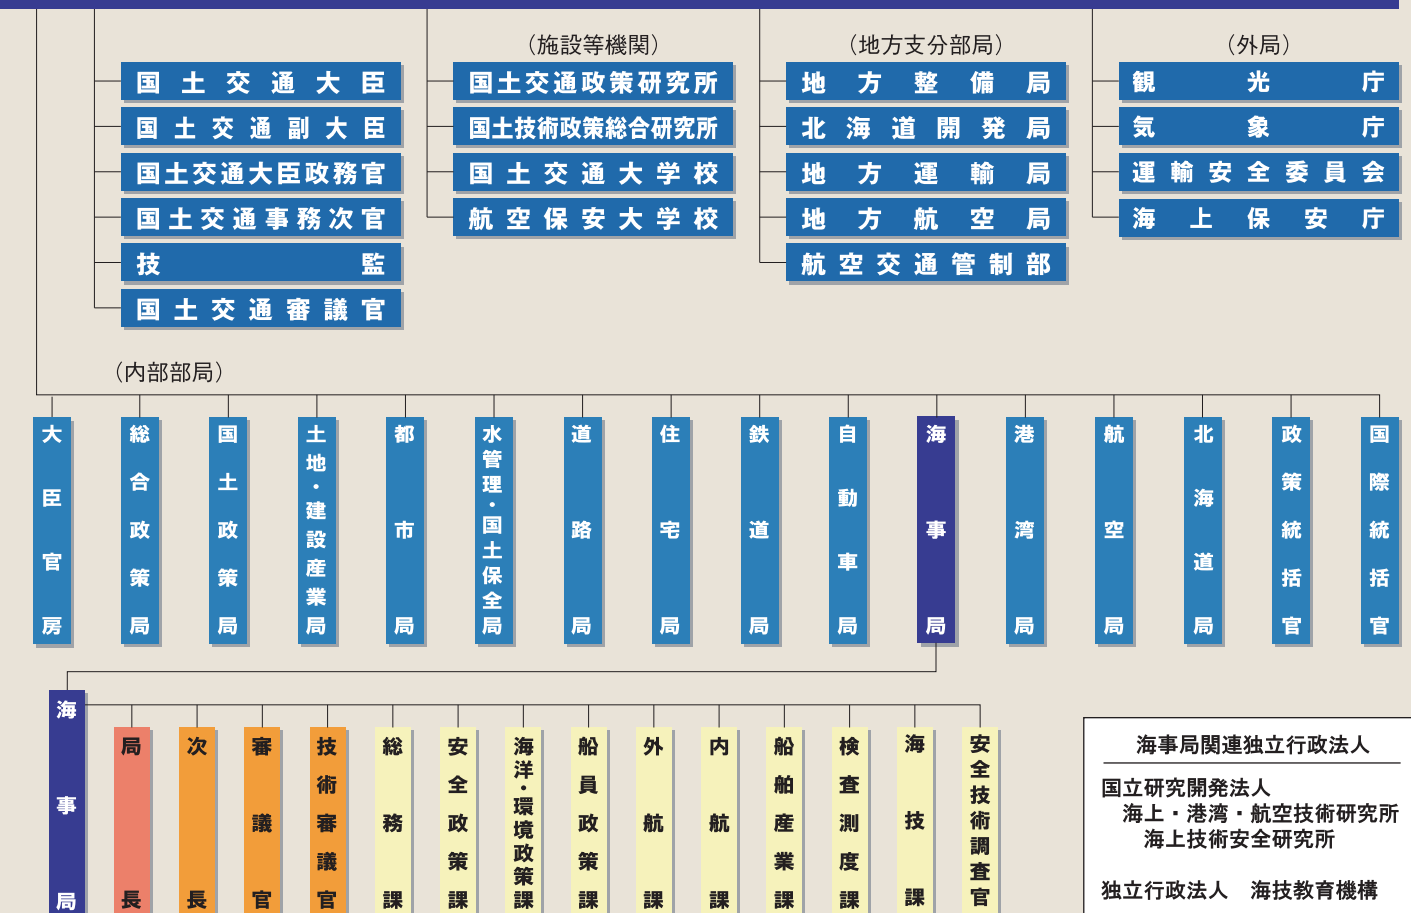 国土交通大臣
国土交通副大臣
国土交通大臣政務官
国土交通事務次官
技監
国土交通審議官
（施設等機関）
国土交通政策研究所
国土技術政策総合研究所
国土交通大学校
航空保安大学校
（地方支分部局）
地方整備局
北海道開発局
地方運輸局
地方航空局
航空交通管制部
（外局）
観光庁
気象庁
運輸安全委員会
海上保安庁
（内部部局）
大臣官房
総合政策局
国土政策局
土地・建設産業局
都市局
水管理・国土保全局
道路局
住宅局
鉄道局
自動車局
海事局
港湾局
航空局
北海道局
政策統括官
国際統括官
海事局
局長
次長
審議官
技術審議官
総務課
安全政策課
海洋・環境政策課
船員政策課
外航課
内航課
船舶産業課
検査測度課
海技課
安全技術調査官
海事局関連独立行政法人
国立研究開発法人
海上・港湾・航空技術研究所
海上技術安全研究所
独立行政法人　海技教育機構